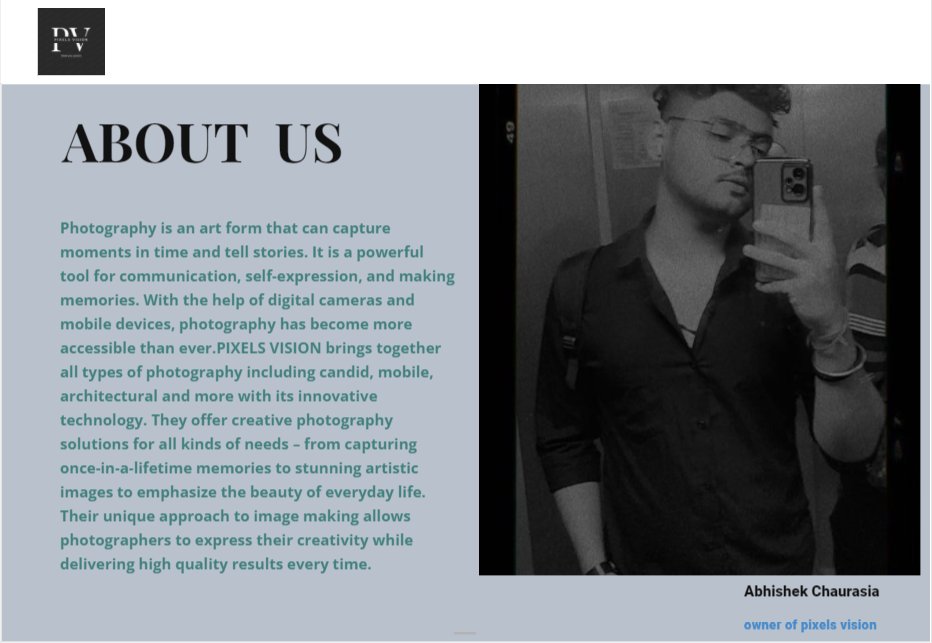 PV
PIXELS VISION
ABOUT US
Photography is an art form that can capture
moments in time and tell stories. It is a powerful
tool for communication, self-expression, and making
memories. With the help of digital cameras and
mobile devices, photography has become more
accessible than ever.PIXELS VISION brings together
all types of photography including candid, mobile,
architectural and more with its innovative
technology. They offer creative photography
solutions for all kinds of needs – from capturing
once-in-a-lifetime memories to stunning artistic
images to emphasize the beauty of everyday life.
Their unique approach to image making allows
photographers to express their creativity while
delivering high quality results every time.
49
Abhishek Chaurasia
owner of pixels vision